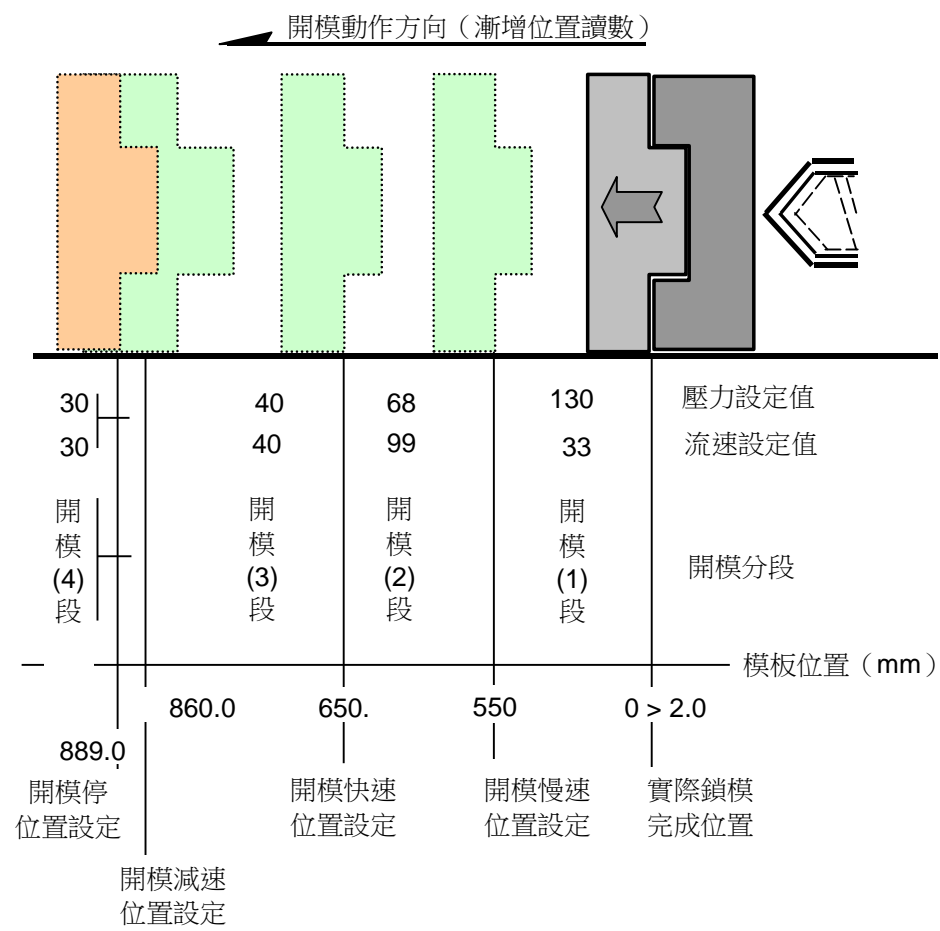 開模動作方向（漸增位置讀數）
30 40 68 130 壓力設定值
30 40 99 33 流速設定值
開模(4)段
開模(3)段
開模(2)段
開模(1)段
開模分段
模板位置（mm）
860.0 650. 550 0 > 2.0
889.0
開模停
位置設定
開模快速
位置設定
開模慢速
位置設定
實際鎖模
完成位置
開模減速
位置設定